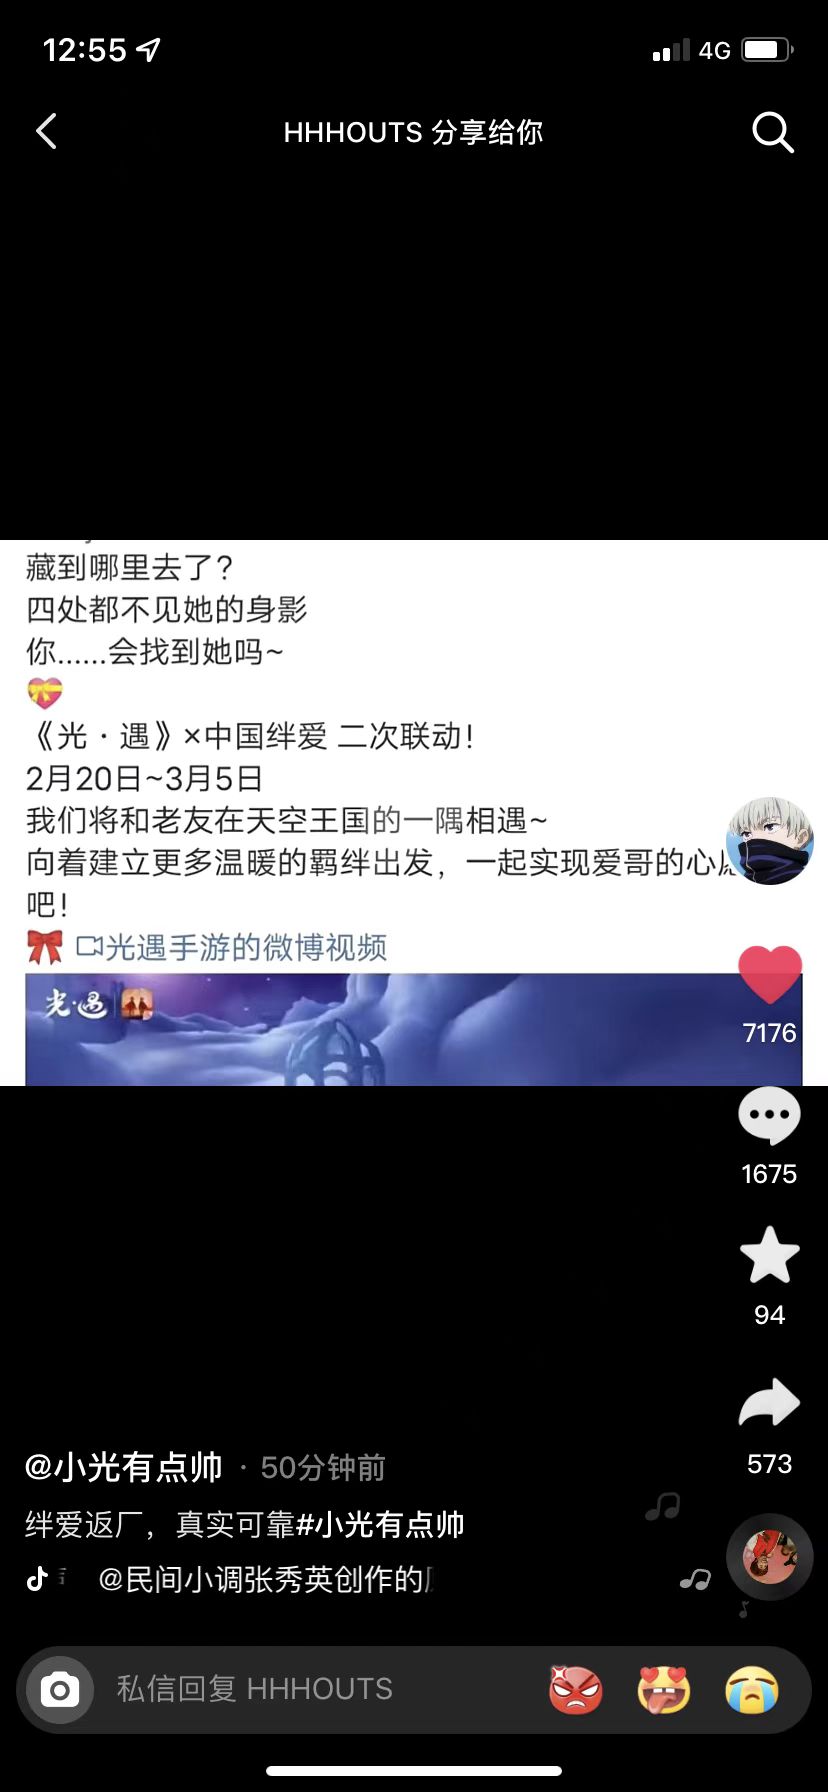 12:55
4G
HHHOUTS 分享给你
藏到哪里去了?
四处都不见她的身影
你......会找到她吗~
《光·遇》×中国绊爱 二次联动!
2月20日~3月5日
我们将和老友在天空王国的一隅相遇~
向着建立更多温暖的羁绊出发，一起实现爱哥的心
吧!
光遇手游的微博视频
光·遇
7176
1675
94
573
@小光有点帅 · 50分钟前
绊爱返厂，真实可靠#小光有点帅
@民间小调张秀英创作的
私信回复 HHHOUTS